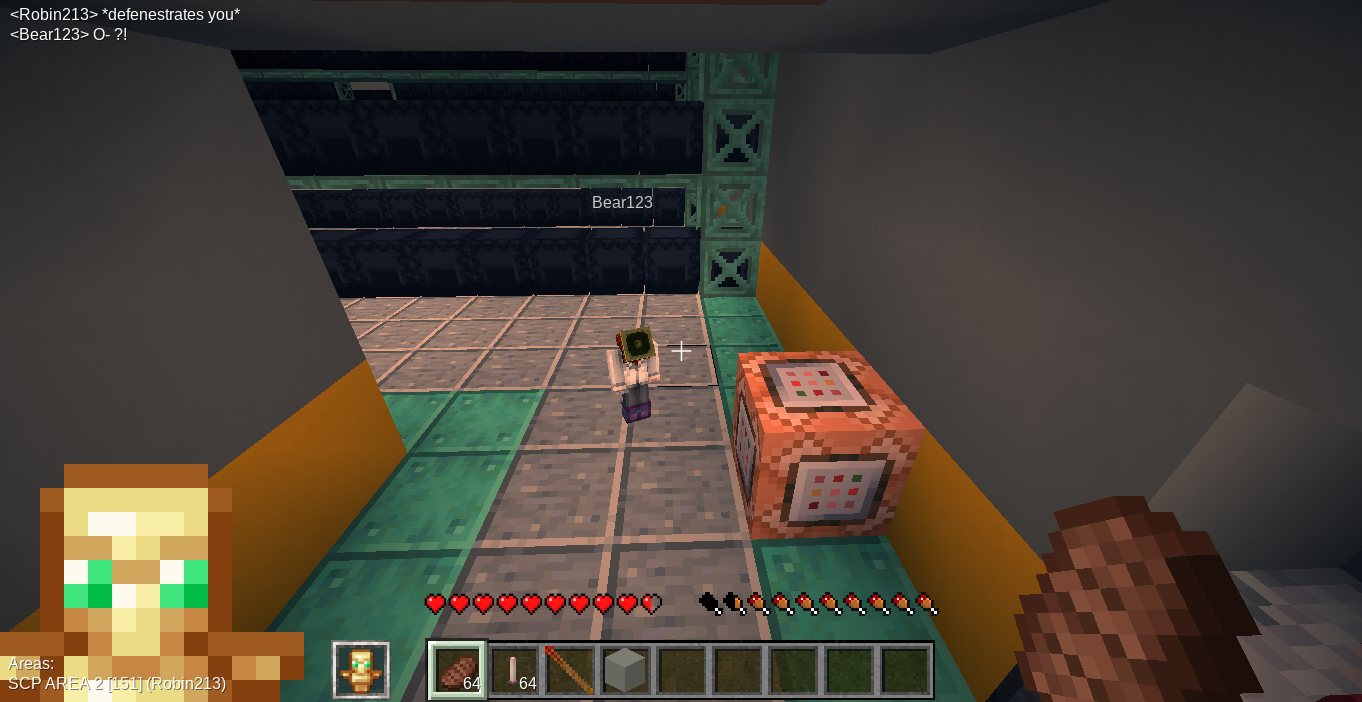 <Robin213> *defenestrates you*
<Bear123> O- ?!
Bear123
Areas:
SCP AREA 2 [151] (Robin213)
64
64